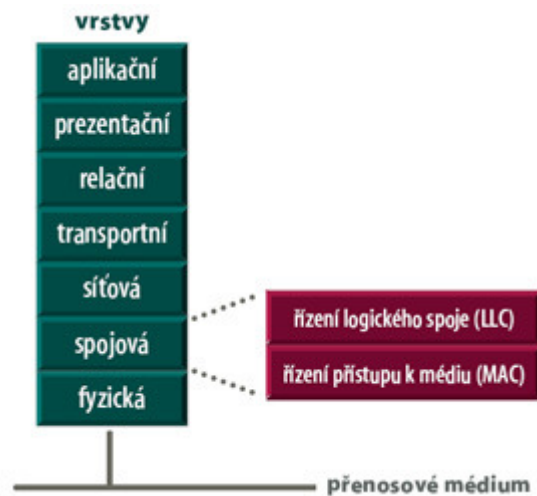 vrstvy
aplikační
prezentační
relační
transportní
síťová
spojová
fyzická
řízení logického spoje (LLC)
řízení přístupu k médiu (MAC)
přenosové médium